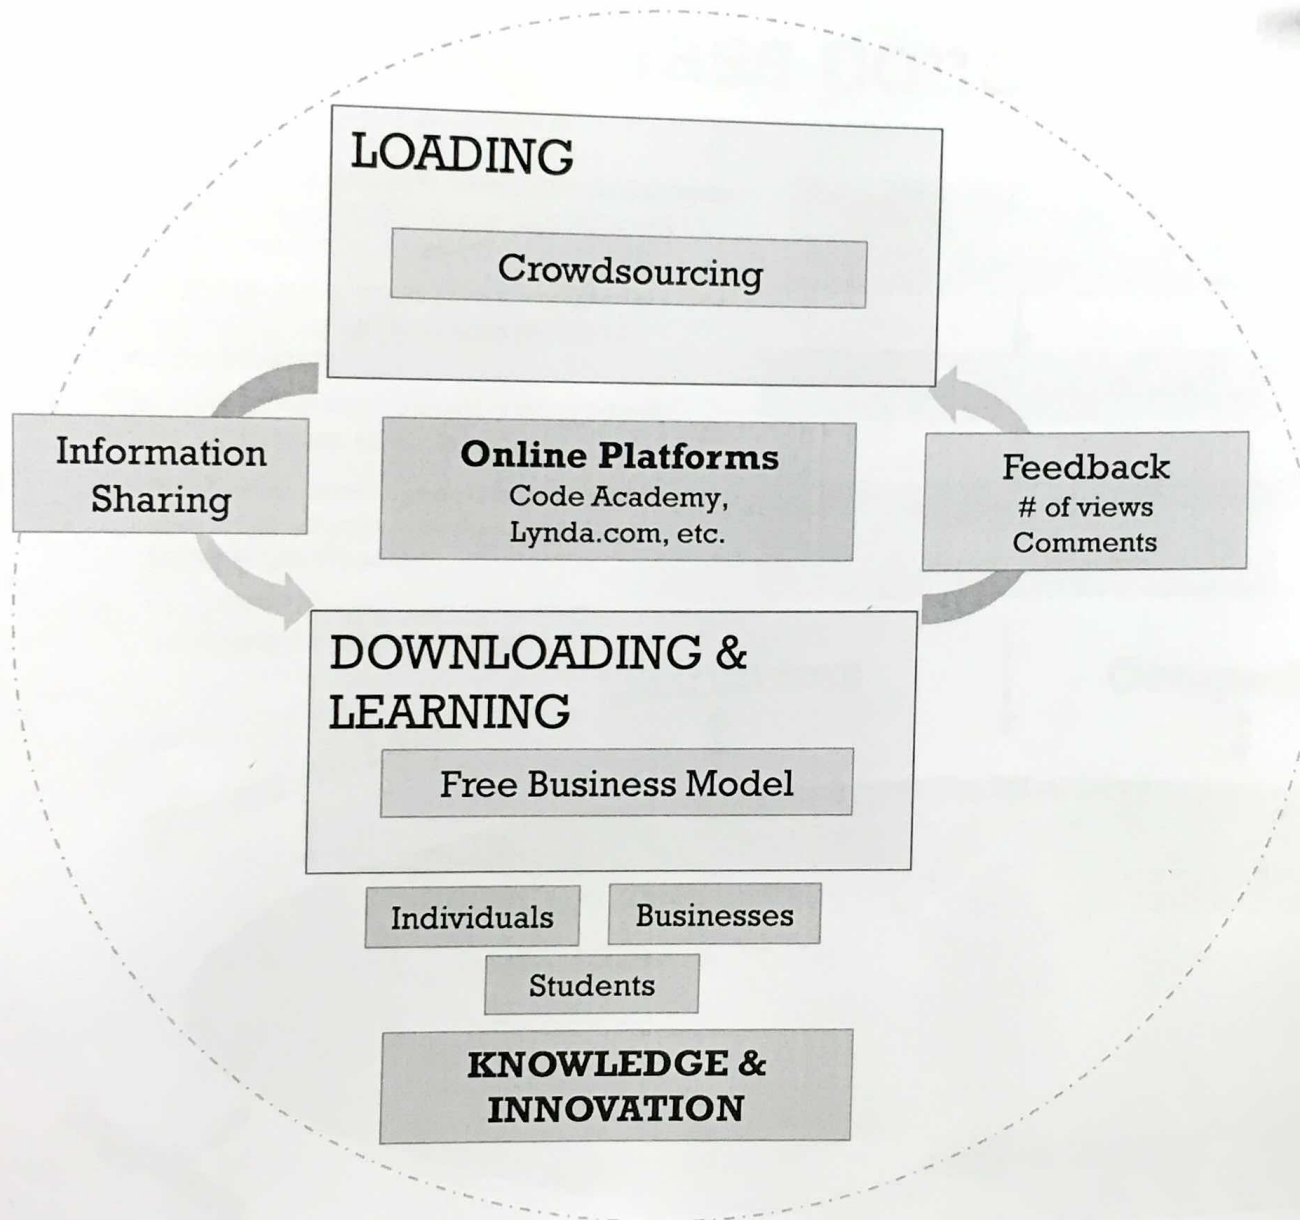 LOADING
Crowdsourcing
Information
Sharing
Online Platforms
Code Academy,
Lynda.com, etc.
Feedback
# of views
Comments
DOWNLOADING &
LEARNING
Free Business Model
Individuals
Businesses
Students
KNOWLEDGE &
INNOVATION